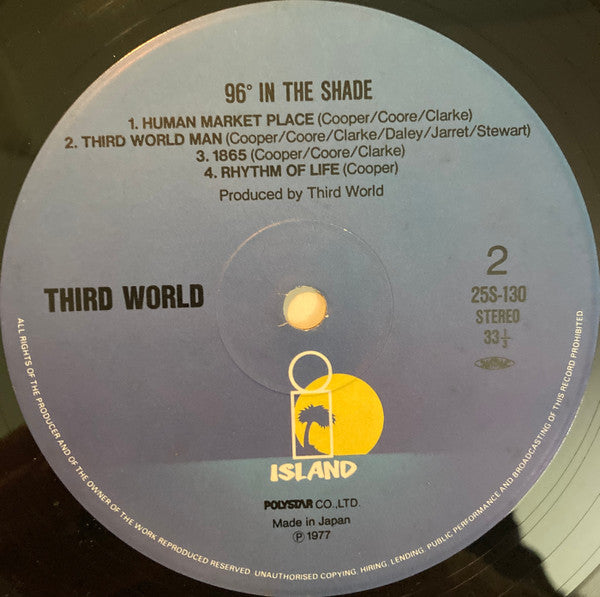 96° IN THE SHADE
1. HUMAN MARKET PLACE (Cooper/Coore/Clarke)
2. THIRD WORLD MAN (Cooper/Coore/Clarke/Daley/Jarret/Stewart)
3. 1865 (Cooper/Coore/Clarke)
4. RHYTHM OF LIFE (Cooper)
Produced by Third World
THIRD WORLD
2
25S-130
STEREO
33 1/3
i
ISLAND
POLYSTAR CO.,LTD.
Made in Japan
℗ 1977
ALL RIGHTS OF THE PRODUCER AND OF THE OWNER OF THE WORK REPRODUCED RESERVED. UNAUTHORISED COPYING, HIRING, LENDING, PUBLIC PERFORMANCE AND BROADCASTING OF THIS RECORD PROHIBITED.